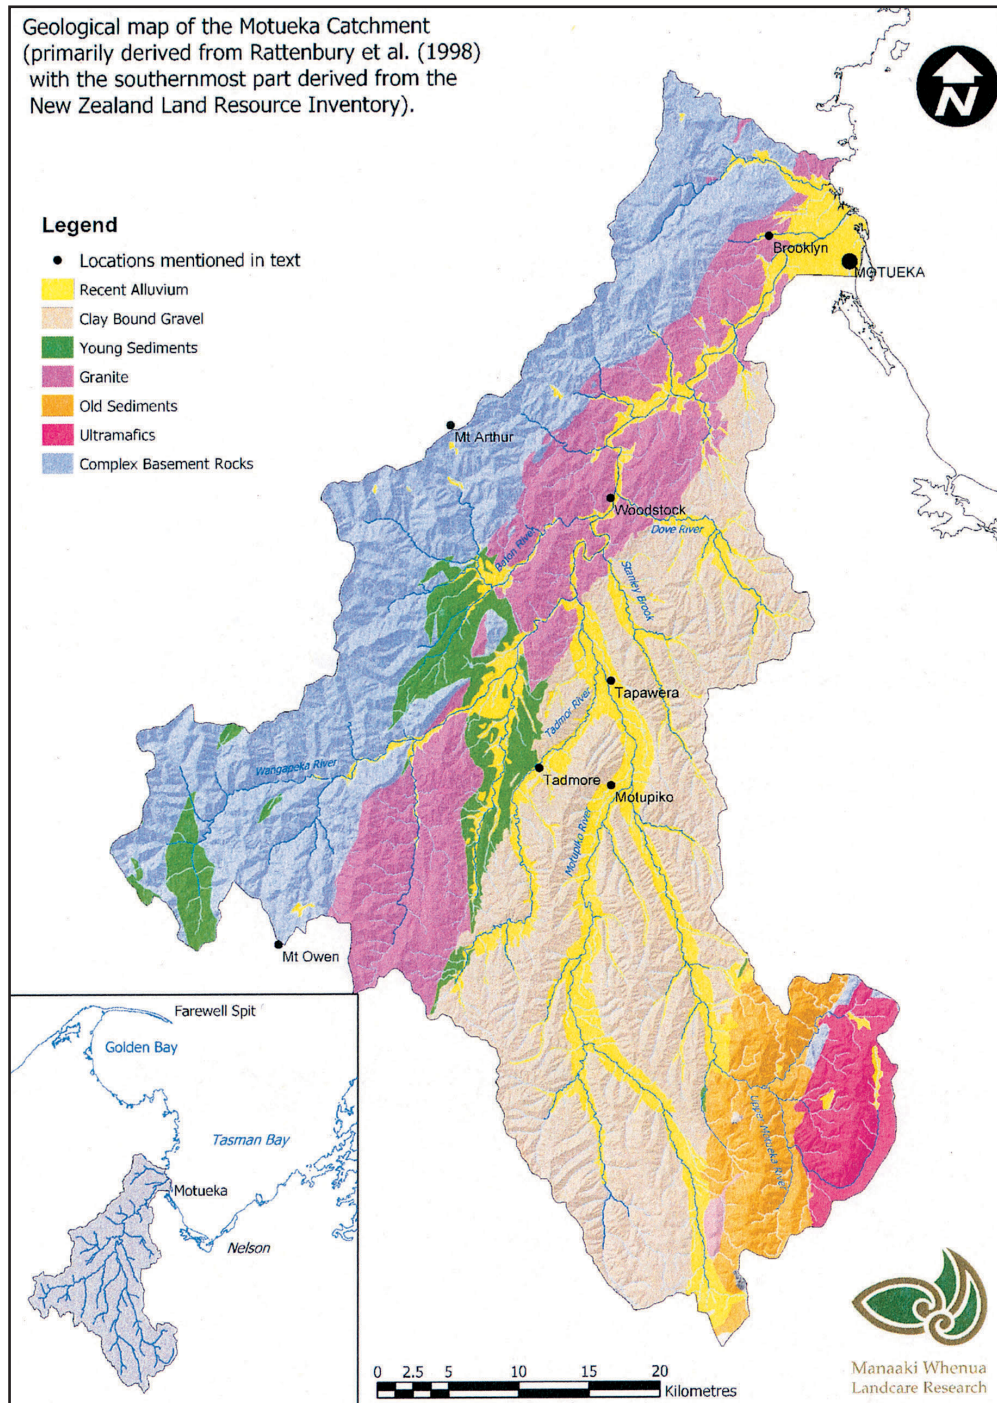 Geological map of the Motueka Catchment
(primarily derived from Rattenbury et al. (1998)
with the southernmost part derived from the
New Zealand Land Resource Inventory).
N
Legend
Locations mentioned in text
Recent Alluvium
Clay Bound Gravel
Young Sediments
Granite
Old Sediments
Ultramafics
Complex Basement Rocks
Brooklyn
MOTUEKA
Mt Arthur
Woodstock
Dove River
Baton River
Stanley Brook
Tapawera
Tadmor River
Wangapeka River
Tadmore
Motupiko
Motupiko River
Mt Owen
Upper Motueka River
Farewell Spit
Golden Bay
Tasman Bay
Motueka
Nelson
0 2.5 5 10 15 20
Kilometres
Manaaki Whenua
Landcare Research